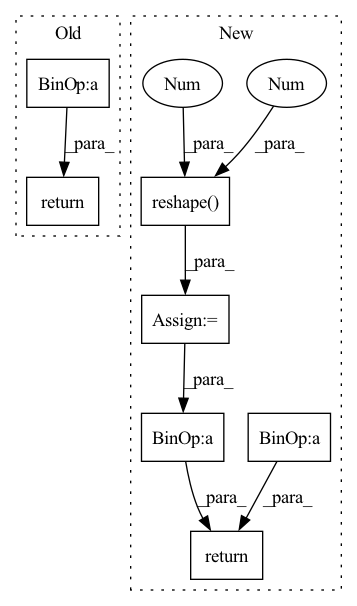 Old
New
BinOp:a
Num
Num
_para_
_para_
_para_
return
reshape()
_para_
Assign:=
_para_
BinOp:a
BinOp:a
_para_
_para_
return